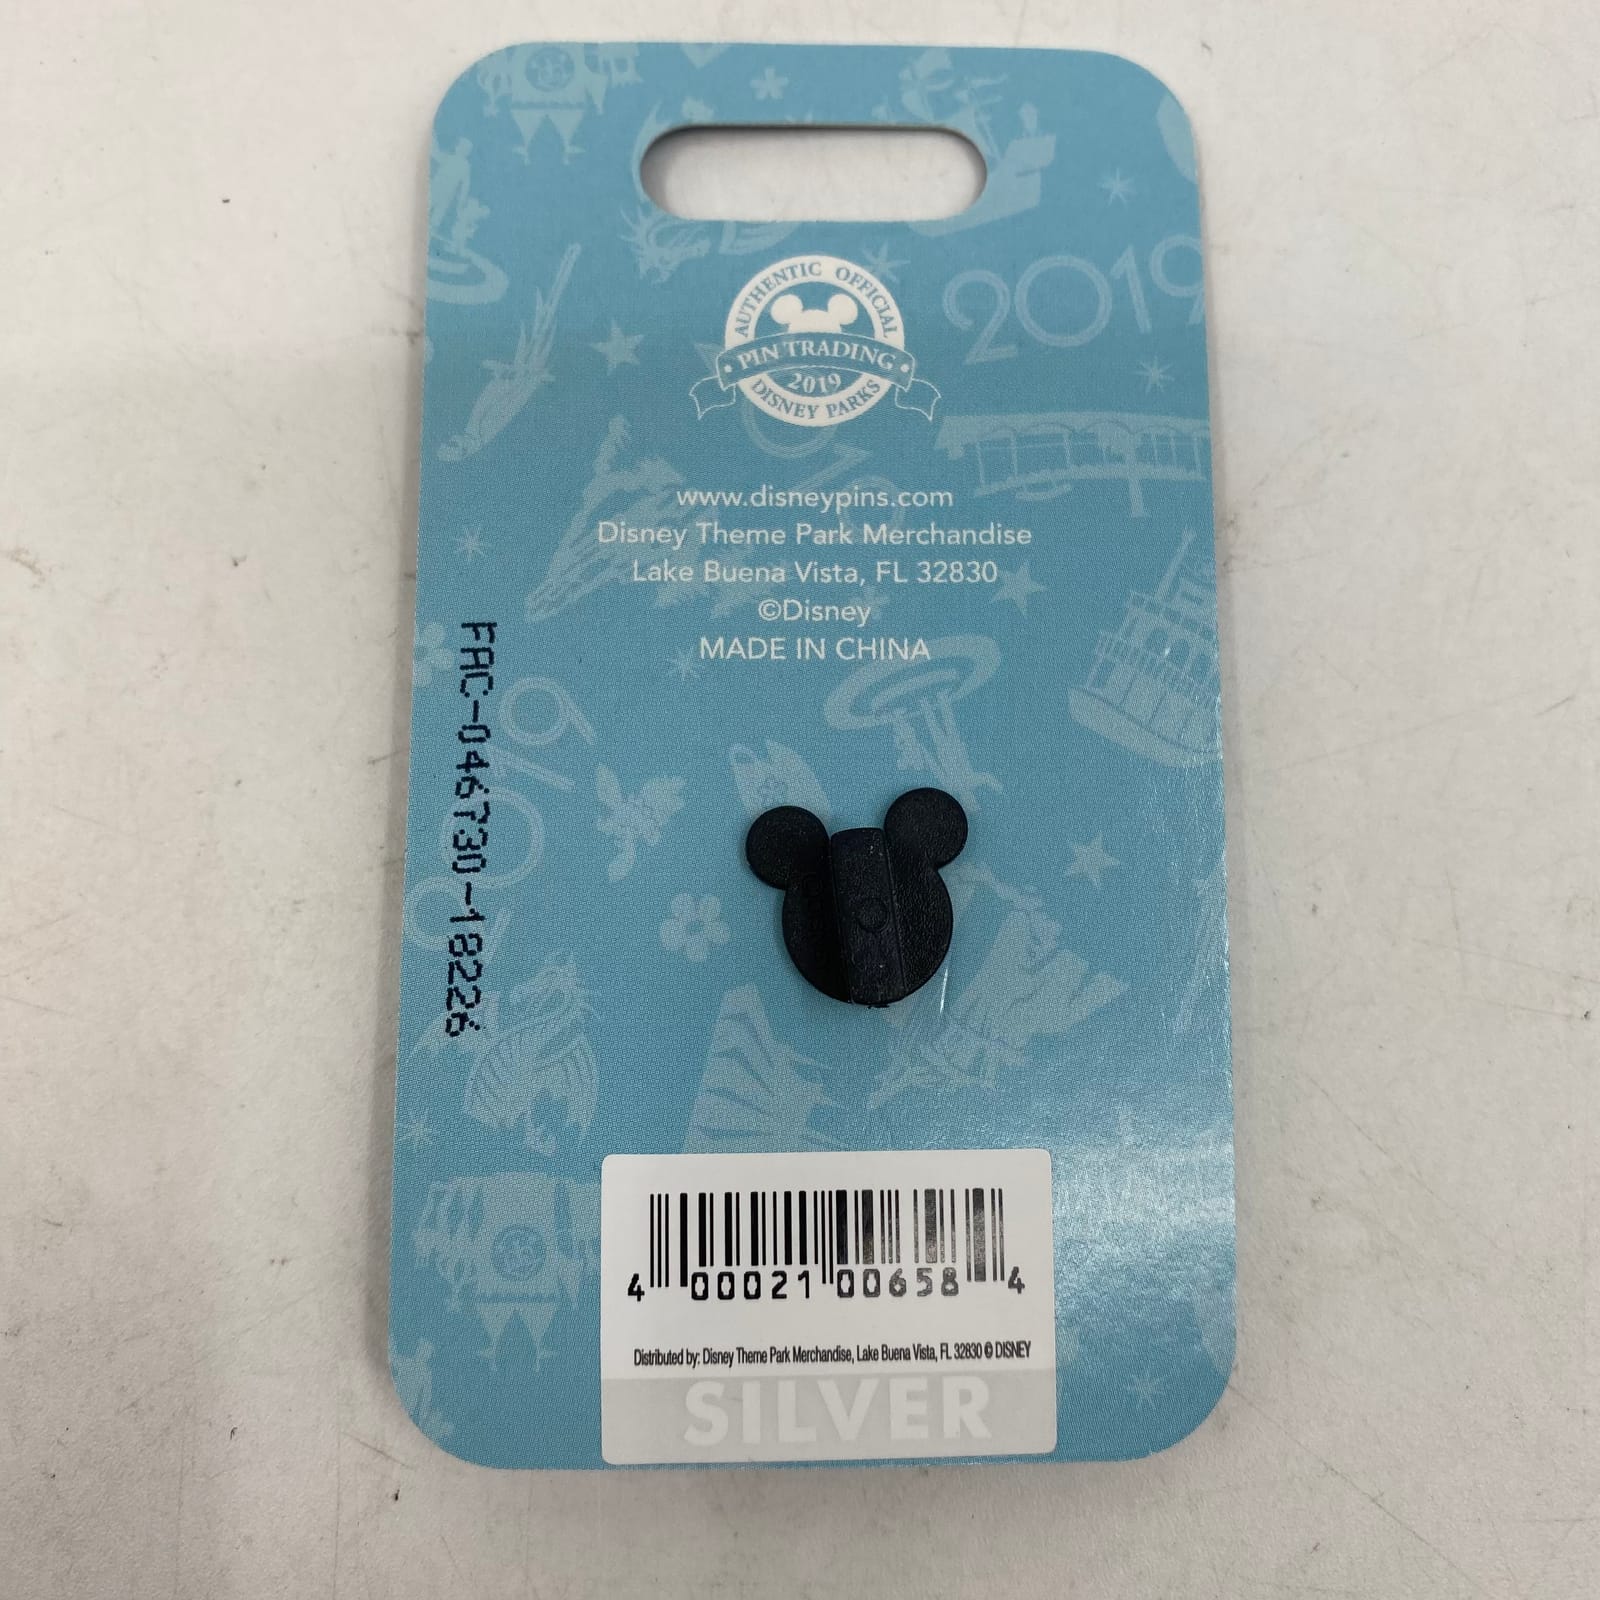 2019
AUTHENTIC OFFICIAL
PIN TRADING
2019
DISNEY PARKS
www.disneypins.com
Disney Theme Park Merchandise
Lake Buena Vista, FL 32830
©Disney
MADE IN CHINA
FAC-046730-18226
2019
4 00021 00658 4
Distributed by: Disney Theme Park Merchandise, Lake Buena Vista, FL 32830 © DISNEY
SILVER